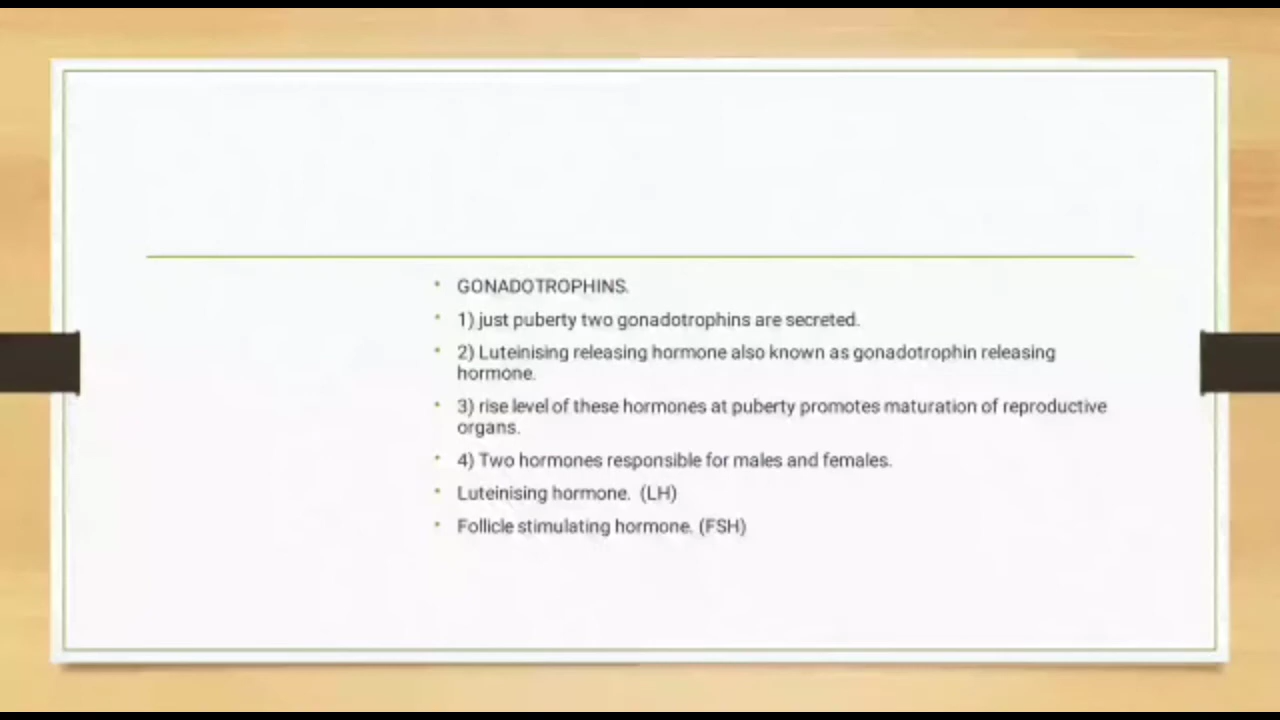 GONADOTROPHINS.
1) just puberty two gonadotrophins are secreted.
2) Luteinising releasing hormone also known as gonadotrophin releasing
hormone.
3) rise level of these hormones at puberty promotes maturation of reproductive
organs.
4) Two hormones responsible for males and females.
Luteinising hormone. (LH)
Follicle stimulating hormone. (FSH)